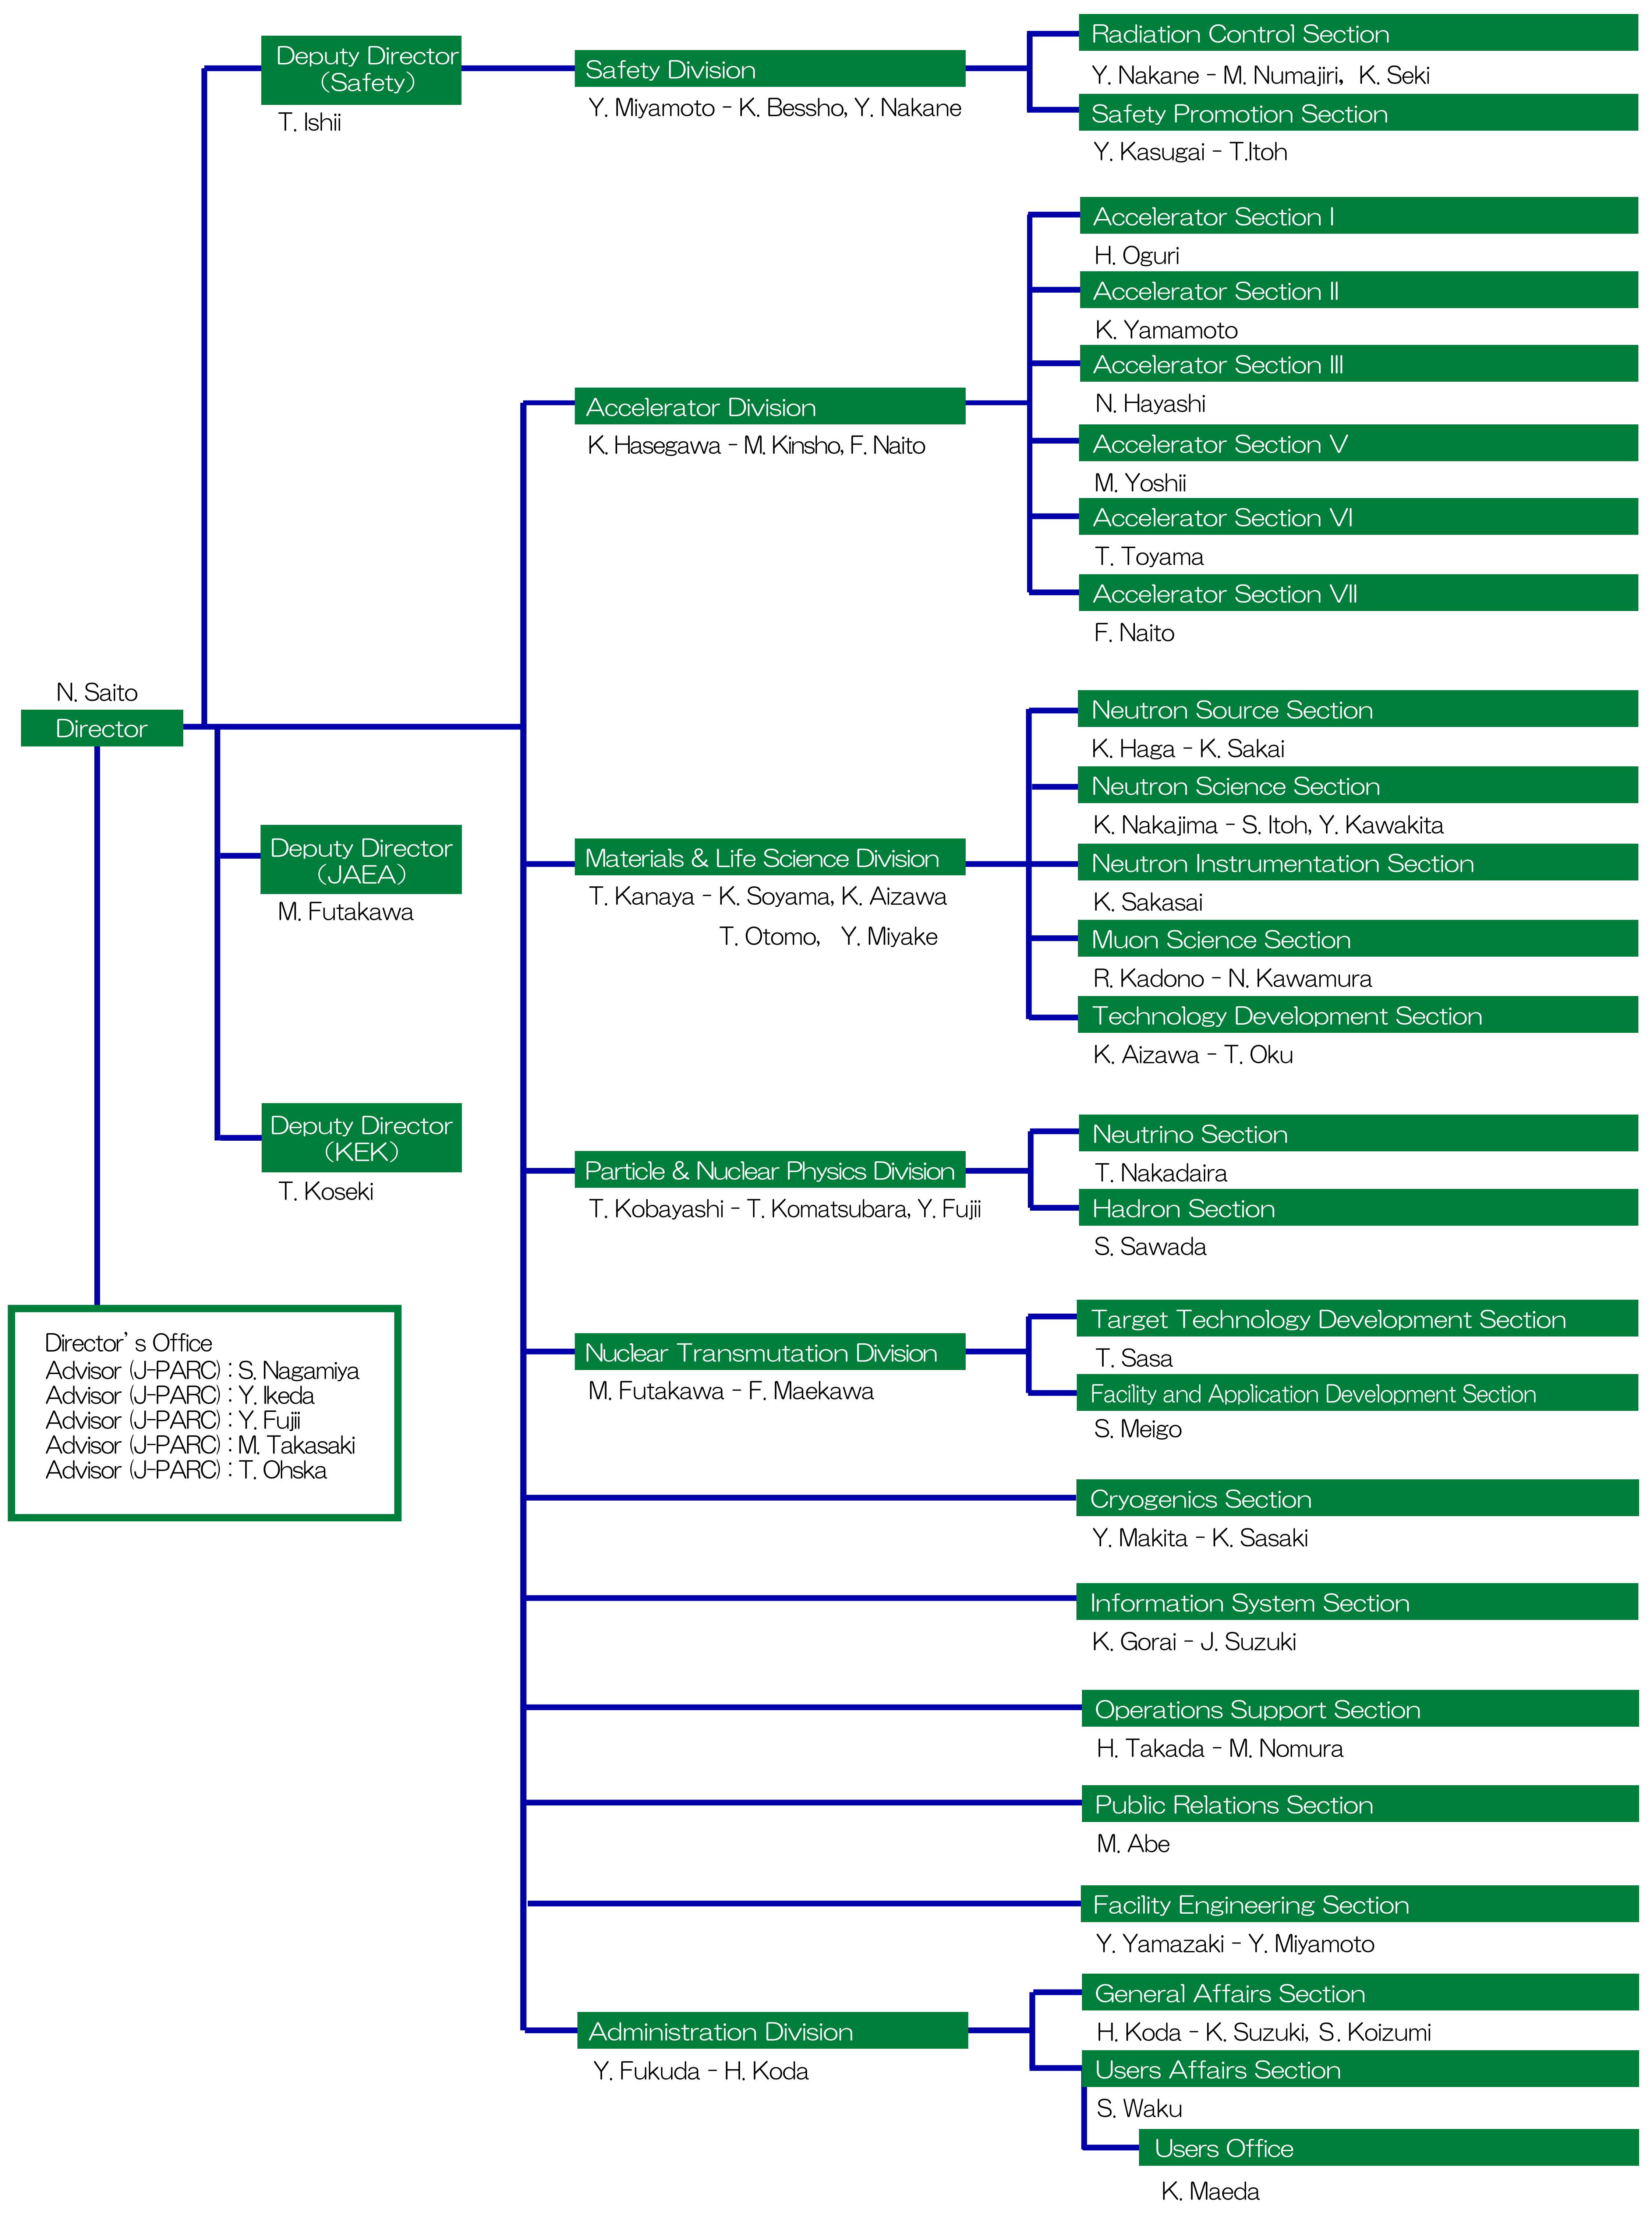 Deputy Director
(Safety)
T. Ishii
Safety Division
Y. Miyamoto - K. Bessho, Y. Nakane
Radiation Control Section
Y. Nakane - M. Numajiri, K. Seki
Safety Promotion Section
Y. Kasugai - T.Itoh
Accelerator Division
K. Hasegawa - M. Kinsho, F. Naito
Accelerator Section I
H. Oguri
Accelerator Section II
K. Yamamoto
Accelerator Section III
N. Hayashi
Accelerator Section V
M. Yoshii
Accelerator Section VI
T. Toyama
Accelerator Section VII
F. Naito
N. Saito
Director
Deputy Director
(JAEA)
M. Futakawa
Deputy Director
(KEK)
T. Koseki
Director's Office
Advisor (J-PARC) : S. Nagamiya
Advisor (J-PARC) : Y. Ikeda
Advisor (J-PARC) : Y. Fujii
Advisor (J-PARC) : M. Takasaki
Advisor (J-PARC) : T. Ohska
Materials & Life Science Division
T. Kanaya - K. Soyama, K. Aizawa
T. Otomo, Y. Miyake
Neutron Source Section
K. Haga - K. Sakai
Neutron Science Section
K. Nakajima - S. Itoh, Y. Kawakita
Neutron Instrumentation Section
K. Sakasai
Muon Science Section
R. Kadono - N. Kawamura
Technology Development Section
K. Aizawa - T. Oku
Particle & Nuclear Physics Division
T. Kobayashi - T. Komatsubara, Y. Fujii
Neutrino Section
T. Nakadaira
Hadron Section
S. Sawada
Nuclear Transmutation Division
M. Futakawa - F. Maekawa
Target Technology Development Section
T. Sasa
Facility and Application Development Section
S. Meigo
Cryogenics Section
Y. Makita - K. Sasaki
Information System Section
K. Gorai - J. Suzuki
Operations Support Section
H. Takada - M. Nomura
Public Relations Section
M. Abe
Facility Engineering Section
Y. Yamazaki - Y. Miyamoto
Administration Division
Y. Fukuda - H. Koda
General Affairs Section
H. Koda - K. Suzuki, S. Koizumi
Users Affairs Section
S. Waku
Users Office
K. Maeda